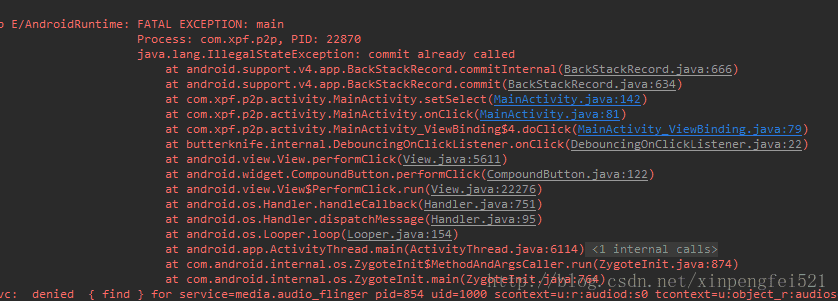 o E/AndroidRuntime: FATAL EXCEPTION: main
Process: com.xpf.p2p, PID: 22870
java.lang.IllegalStateException: commit already called
at android.support.v4.app.BackStackRecord.commitInternal(BackStackRecord.java:666)
at android.support.v4.app.BackStackRecord.commit(BackStackRecord.java:634)
at com.xpf.p2p.activity.MainActivity.setSelect(MainActivity.java:142)
at com.xpf.p2p.activity.MainActivity.onClick(MainActivity.java:81)
at com.xpf.p2p.activity.MainActivity_ViewBinding$4.doClick(MainActivity_ViewBinding.java:79)
at butterknife.internal.DebouncingOnClickListener.onClick(DebouncingOnClickListener.java:22)
at android.view.View.performClick(View.java:5611)
at android.widget.CompoundButton.performClick(CompoundButton.java:122)
at android.view.View$PerformClick.run(View.java:22276)
at android.os.Handler.handleCallback(Handler.java:751)
at android.os.Handler.dispatchMessage(Handler.java:95)
at android.os.Looper.loop(Looper.java:154)
at android.app.ActivityThread.main(ActivityThread.java:6114) <1 internal calls>
at com.android.internal.os.ZygoteInit$MethodAndArgsCaller.run(ZygoteInit.java:874)
at com.android.internal.os.ZygoteInit.main(ZygoteInit.java:764)
http://blog.csdn.net/xinpengfei521
vc: denied { find } for service=media.audio_flinger pid=854 uid=1000 scontext=u:r:audiod:s0 tcontext=u:object_r:audios